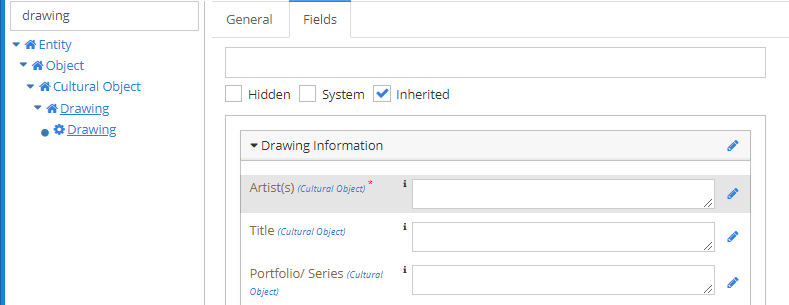 drawing
Entity
Object
Cultural Object
Drawing
Drawing
General Fields
Hidden System Inherited
Drawing Information
Artist(s) (Cultural Object) * i
Title (Cultural Object) i
Portfolio/ Series (Cultural i
Object)